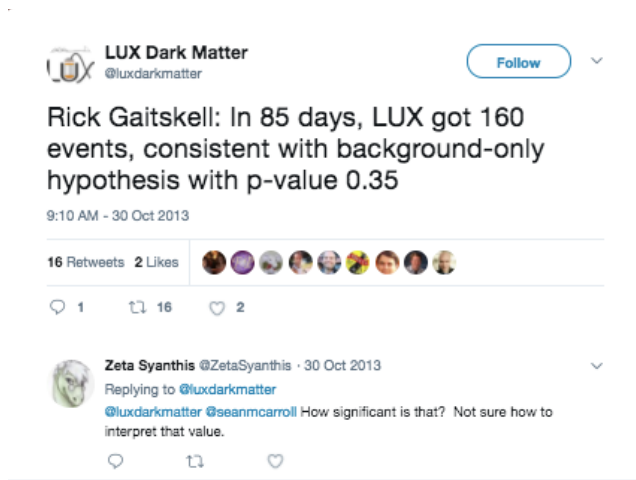 LUX Dark Matter
@luxdarkmatter
Follow
Rick Gaitskell: In 85 days, LUX got 160
events, consistent with background-only
hypothesis with p-value 0.35
9:10 AM - 30 Oct 2013
16 Retweets 2 Likes
1 16 2
Zeta Syanthis @ZetaSyanthis · 30 Oct 2013
Replying to @luxdarkmatter
@luxdarkmatter @seanmcarroll How significant is that? Not sure how to
interpret that value.